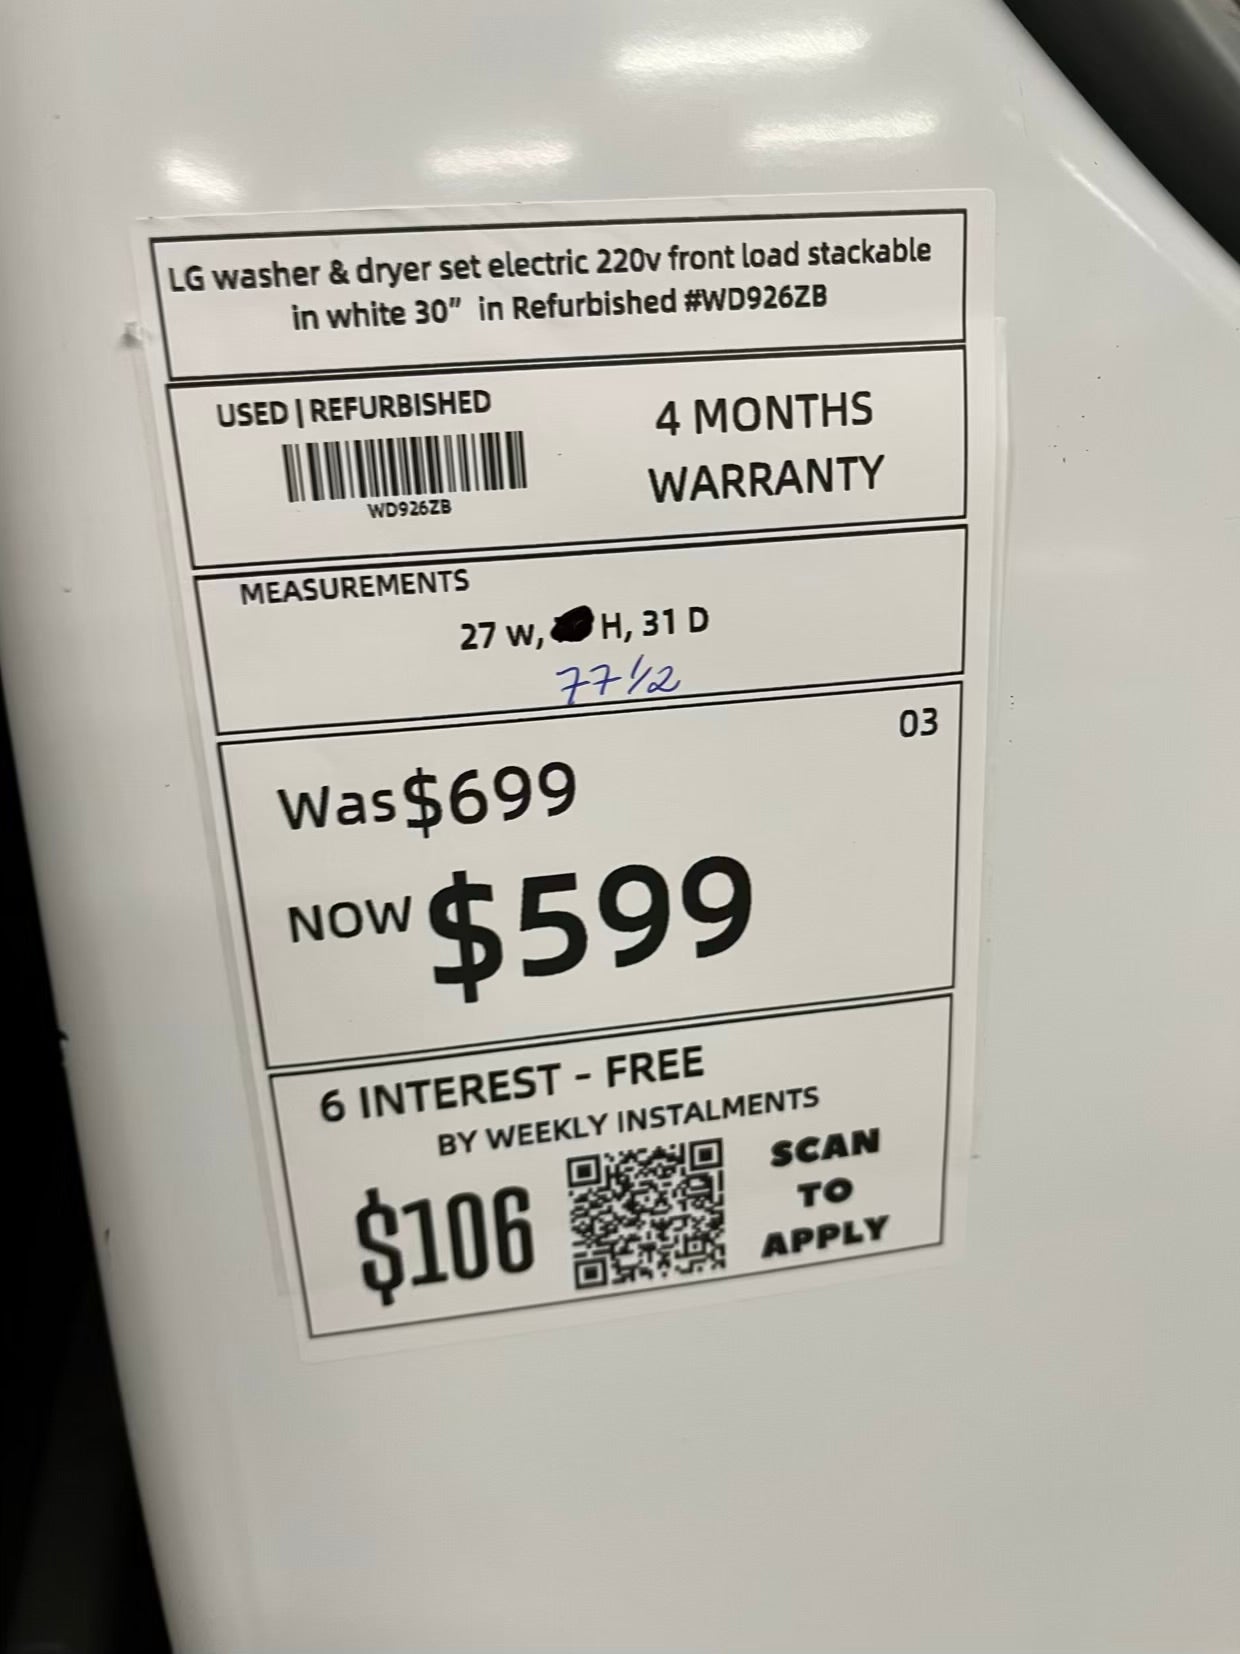 LG washer & dryer set electric 220v front load stackable
in white 30” in Refurbished #WD926ZB
USED | REFURBISHED
WD926ZB
4 MONTHS
WARRANTY
MEASUREMENTS
27 w, H, 31 D
77 1/2
03
Was $699
NOW $599
6 INTEREST - FREE
BY WEEKLY INSTALMENTS
$106
SCAN
TO
APPLY